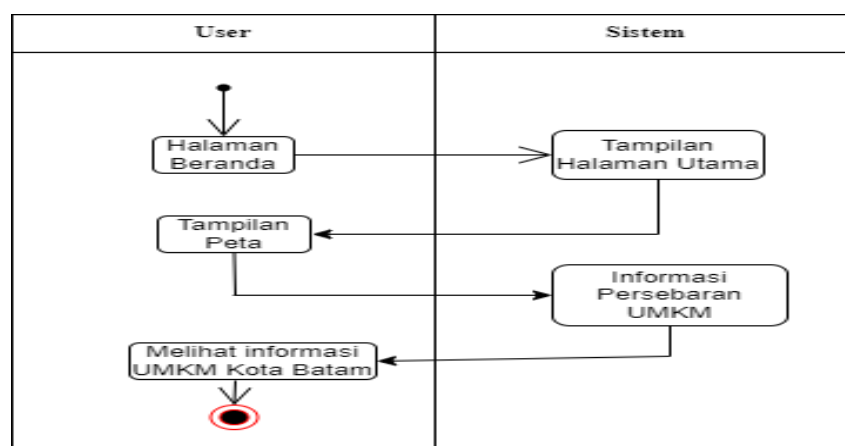 User
Sistem
Halaman
Beranda
Tampilan
Halaman Utama
Tampilan
Peta
Informasi
Persebaran
UMKM
Melihat informasi
UMKM Kota Batam